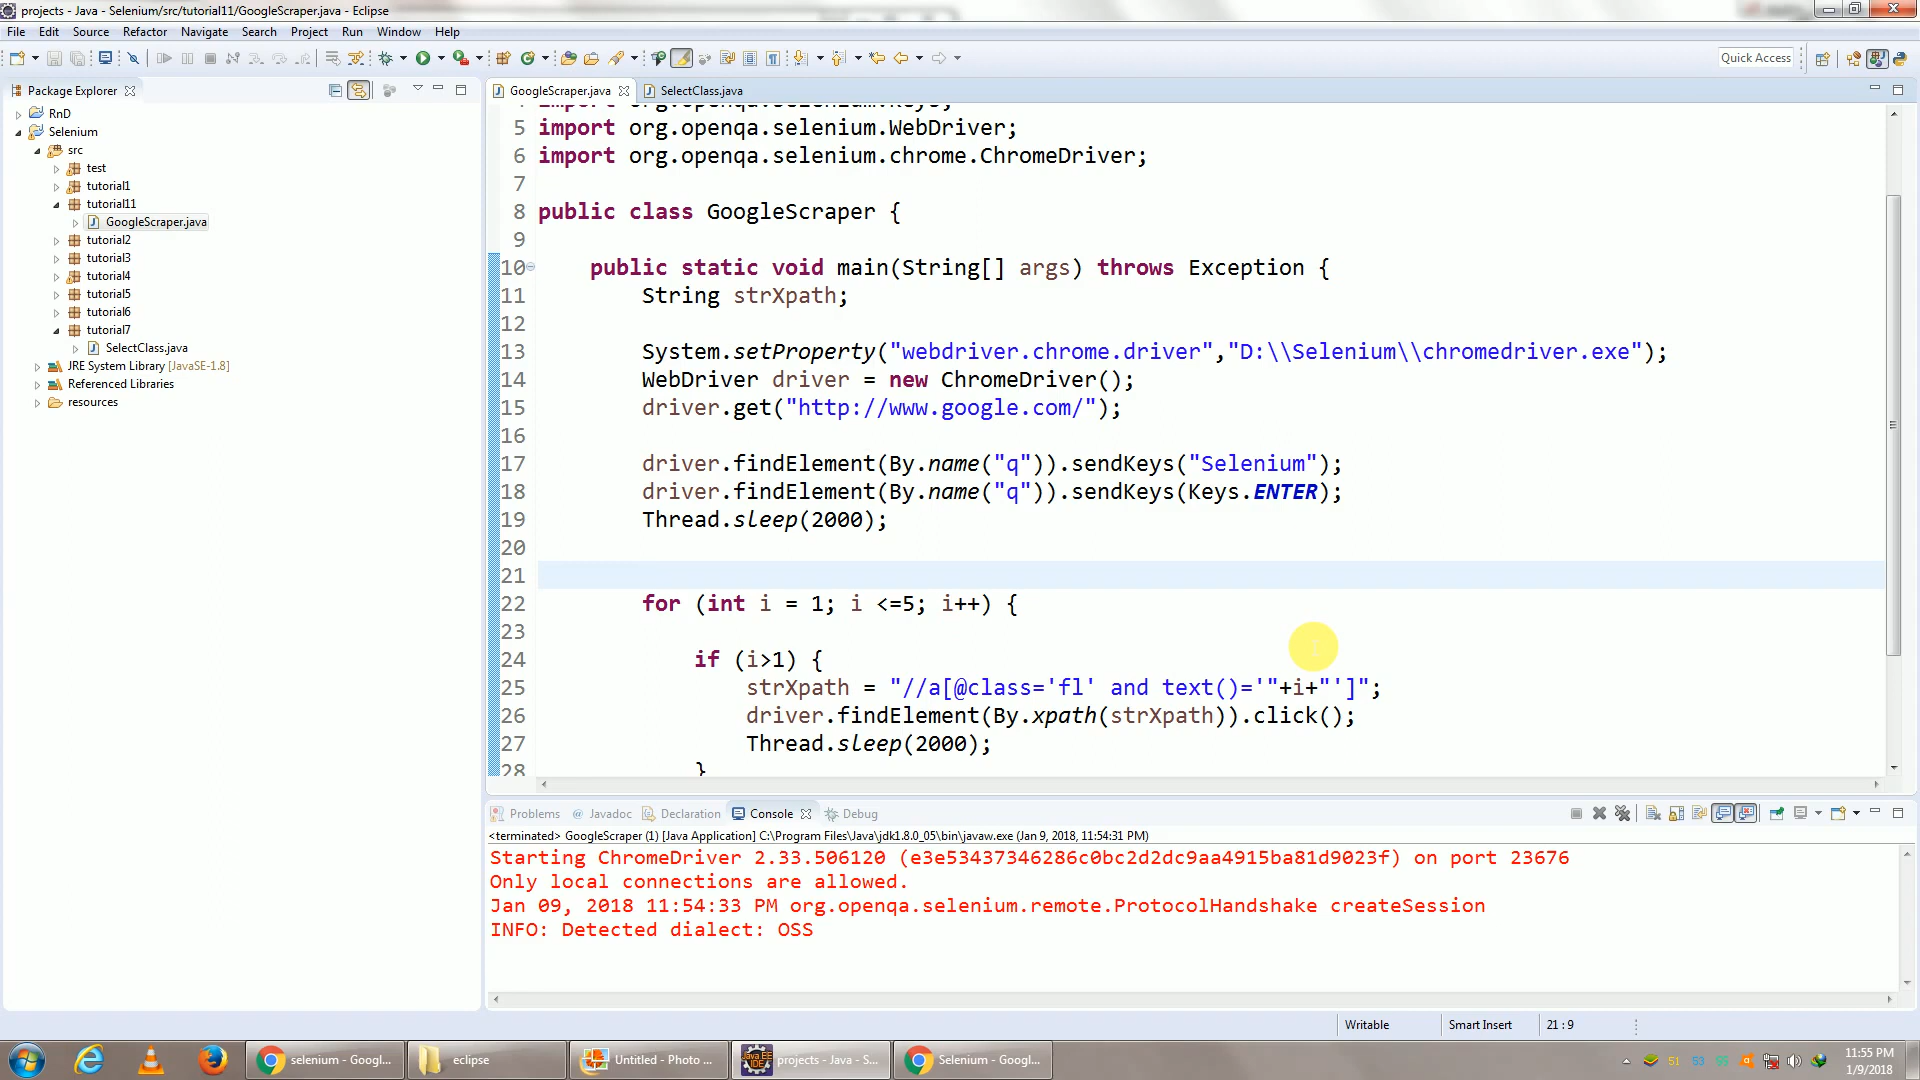 projects - Java - Selenium/src/tutorial11/GoogleScraper.java - Eclipse
File Edit Source Refactor Navigate Search Project Run Window Help
Quick Access
Package Explorer
GoogleScraper.java
SelectClass.java
RnD
Selenium
src
test
tutorial1
tutorial11
GoogleScraper.java
tutorial2
tutorial3
tutorial4
tutorial5
tutorial6
tutorial7
SelectClass.java
JRE System Library [JavaSE-1.8]
Referenced Libraries
resources
4 import org.openqa.selenium.Keys;
5 import org.openqa.selenium.WebDriver;
6 import org.openqa.selenium.chrome.ChromeDriver;
7
8 public class GoogleScraper {
9
10 public static void main(String[] args) throws Exception {
11 String strXpath;
12
13 System.setProperty("webdriver.chrome.driver","D:\\Selenium\\chromedriver.exe");
14 WebDriver driver = new ChromeDriver();
15 driver.get("http://www.google.com/");
16
17 driver.findElement(By.name("q")).sendKeys("Selenium");
18 driver.findElement(By.name("q")).sendKeys(Keys.ENTER);
19 Thread.sleep(2000);
20
21
22 for (int i = 1; i <=5; i++) {
23
24 if (i>1) {
25 strXpath = "//a[@class='fl' and text()='"+i+"']";
26 driver.findElement(By.xpath(strXpath)).click();
27 Thread.sleep(2000);
28 }
Problems Javadoc Declaration Console Debug
<terminated> GoogleScraper (1) [Java Application] C:\Program Files\Java\jdk1.8.0_05\bin\javaw.exe (Jan 9, 2018, 11:54:31 PM)
Starting ChromeDriver 2.33.506120 (e3e53437346286c0bc2d2dc9aa4915ba81d9023f) on port 23676
Only local connections are allowed.
Jan 09, 2018 11:54:33 PM org.openqa.selenium.remote.ProtocolHandshake createSession
INFO: Detected dialect: OSS
Writable Smart Insert 21 : 9
selenium - Googl...
eclipse
Untitled - Photo ...
projects - Java - S...
Selenium - Googl...
51 53 55
11:55 PM
1/9/2018